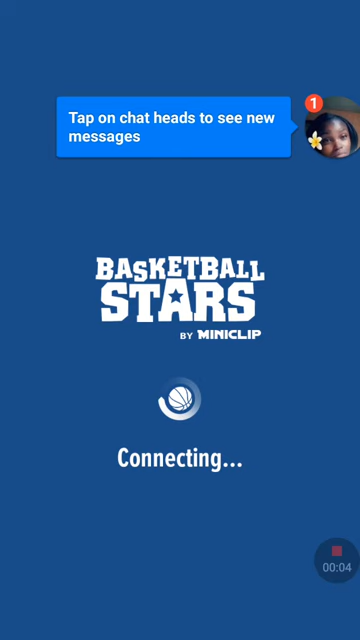 1
Tap on chat heads to see new
messages
BASKETBALL
STARS
BY MINICLIP
Connecting...
00:04